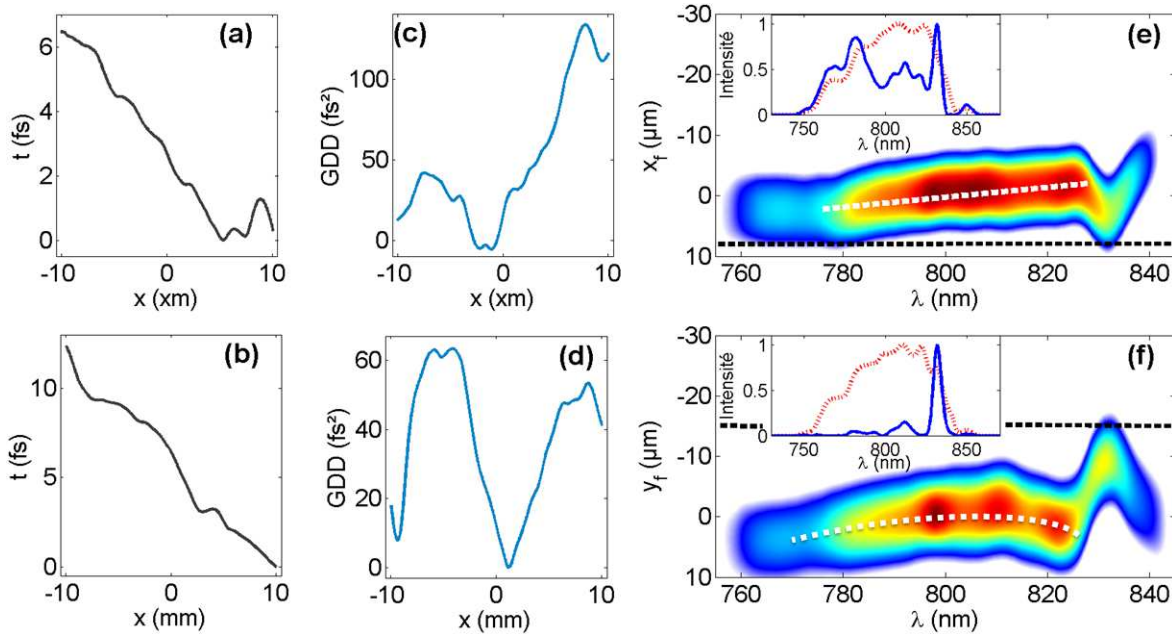 (a)
6
4
2
0
t (fs)
-10 0 10
x (xm)
(c)
100
50
0
GDD (fs²)
-10 0 10
x (xm)
(e)
-30
-20
-10
0
10
x_f (µm)
760 780 800 820 840
λ (nm)
1
0.5
0
Intensité
750 800 850
λ (nm)
(b)
10
5
0
t (fs)
-10 0 10
x (mm)
(d)
60
40
20
0
GDD (fs²)
-10 0 10
x (mm)
(f)
-30
-20
-10
0
10
y_f (µm)
760 780 800 820 840
λ (nm)
1
0.5
0
Intensité
750 800 850
λ (nm)